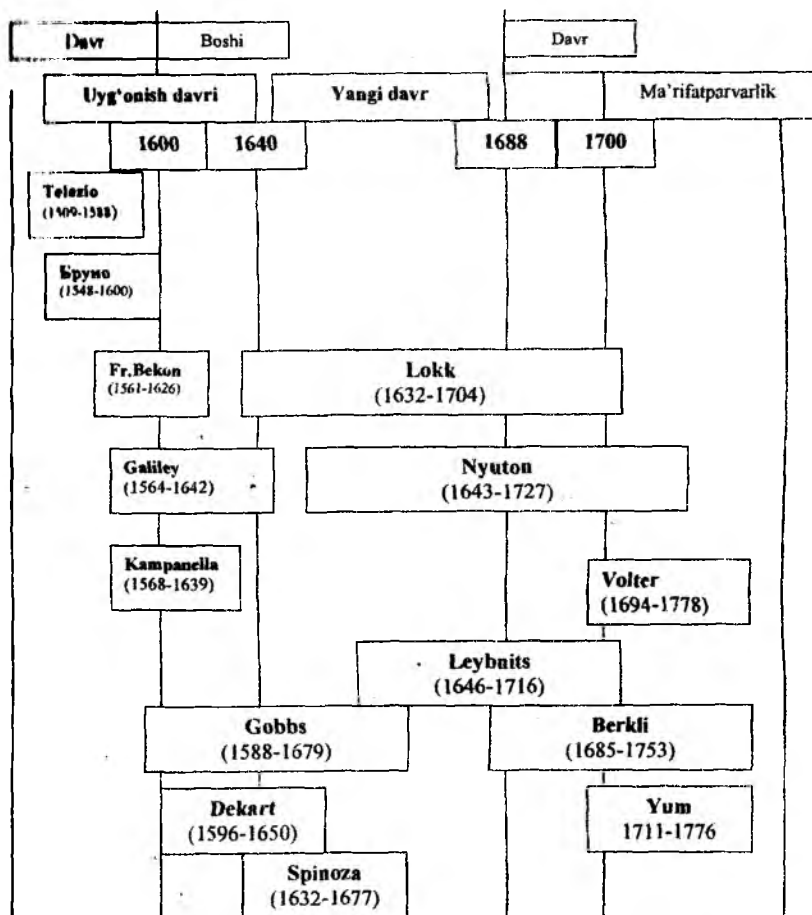 Davr
Boshi
Davr
Uyg‘onish davri
Yangi davr
Ma'rifatparvarlik
1600
1640
1688
1700
Telezio
(1509-1588)
Бруно
(1548-1600)
Fr.Bekon
(1561-1626)
Lokk
(1632-1704)
Galiley
(1564-1642)
Nyuton
(1643-1727)
Kampanella
(1568-1639)
Volter
(1694-1778)
Leybnits
(1646-1716)
Gobbs
(1588-1679)
Berkli
(1685-1753)
Dekart
(1596-1650)
Yum
1711-1776
Spinoza
(1632-1677)